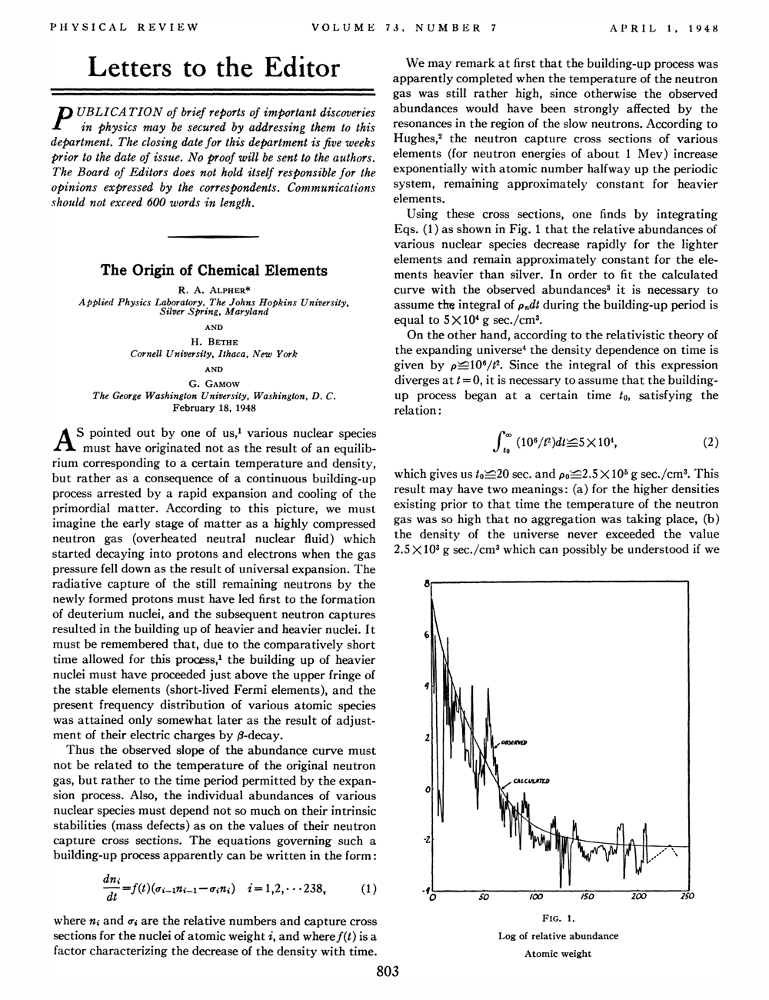 PHYSICAL REVIEW VOLUME 73, NUMBER 7 APRIL 1, 1948
Letters to the Editor
PUBLICATION of brief reports of important discoveries
in physics may be secured by addressing them to this
department. The closing date for this department is five weeks
prior to the date of issue. No proof will be sent to the authors.
The Board of Editors does not hold itself responsible for the
opinions expressed by the correspondents. Communications
should not exceed 600 words in length.
The Origin of Chemical Elements
R. A. ALPHER*
Applied Physics Laboratory, The Johns Hopkins University,
Silver Spring, Maryland
AND
H. BETHE
Cornell University, Ithaca, New York
AND
G. GAMOW
The George Washington University, Washington, D. C.
February 18, 1948
AS pointed out by one of us,¹ various nuclear species
must have originated not as the result of an equilib-
rium corresponding to a certain temperature and density,
but rather as a consequence of a continuous building-up
process arrested by a rapid expansion and cooling of the
primordial matter. According to this picture, we must
imagine the early stage of matter as a highly compressed
neutron gas (overheated neutral nuclear fluid) which
started decaying into protons and electrons when the gas
pressure fell down as the result of universal expansion. The
radiative capture of the still remaining neutrons by the
newly formed protons must have led first to the formation
of deuterium nuclei, and the subsequent neutron captures
resulted in the building up of heavier and heavier nuclei. It
must be remembered that, due to the comparatively short
time allowed for this process,¹ the building up of heavier
nuclei must have proceeded just above the upper fringe of
the stable elements (short-lived Fermi elements), and the
present frequency distribution of various atomic species
was attained only somewhat later as the result of adjust-
ment of their electric charges by β-decay.
Thus the observed slope of the abundance curve must
not be related to the temperature of the original neutron
gas, but rather to the time period permitted by the expan-
sion process. Also, the individual abundances of various
nuclear species must depend not so much on their intrinsic
stabilities (mass defects) as on the values of their neutron
capture cross sections. The equations governing such a
building-up process apparently can be written in the form:
dnᵢ/dt=f(t)(σᵢ₋₁nᵢ₋₁−σᵢnᵢ) i=1,2,···238, (1)
where nᵢ and σᵢ are the relative numbers and capture cross
sections for the nuclei of atomic weight i, and where f(t) is a
factor characterizing the decrease of the density with time.
We may remark at first that the building-up process was
apparently completed when the temperature of the neutron
gas was still rather high, since otherwise the observed
abundances would have been strongly affected by the
resonances in the region of the slow neutrons. According to
Hughes,² the neutron capture cross sections of various
elements (for neutron energies of about 1 Mev) increase
exponentially with atomic number halfway up the periodic
system, remaining approximately constant for heavier
elements.
Using these cross sections, one finds by integrating
Eqs. (1) as shown in Fig. 1 that the relative abundances of
various nuclear species decrease rapidly for the lighter
elements and remain approximately constant for the ele-
ments heavier than silver. In order to fit the calculated
curve with the observed abundances³ it is necessary to
assume the integral of ρₙdt during the building-up period is
equal to 5×10⁴ g sec./cm³.
On the other hand, according to the relativistic theory of
the expanding universe⁴ the density dependence on time is
given by ρ≌10⁶/t². Since the integral of this expression
diverges at t=0, it is necessary to assume that the building-
up process began at a certain time t₀, satisfying the
relation:
∫t₀^∞ (10⁶/t²)dt≌5×10⁴, (2)
which gives us t₀≌20 sec. and ρ₀≌2.5×10⁵ g sec./cm³. This
result may have two meanings: (a) for the higher densities
existing prior to that time the temperature of the neutron
gas was so high that no aggregation was taking place, (b)
the density of the universe never exceeded the value
2.5×10³ g sec./cm³ which can possibly be understood if we
8
6
4
2
0
-2
-4
OBSERVED
CALCULATED
0 50 100 150 200 250
FIG. 1.
Log of relative abundance
Atomic weight
803